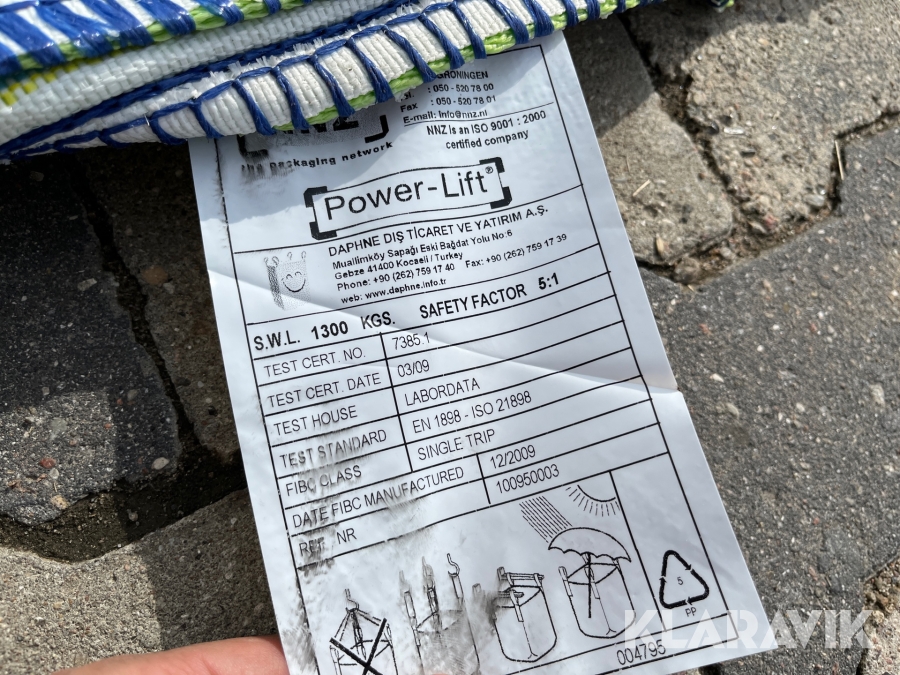 GRONINGEN
: 050 - 520 78 00
Fax : 050 - 520 78 01
E-mail: info@nnz.nl
NNZ
packaging network
NNZ is an ISO 9001 : 2000
certified company
Power-Lift®
DAPHNE DIŞ TİCARET VE YATIRIM A.Ş.
Muallimköy Sapağı Eski Bağdat Yolu No:6
Gebze 41400 Kocaeli / Turkey
Phone: +90 (262) 759 17 40 Fax: +90 (262) 759 17 39
web: www.daphne.info.tr
S.W.L. 1300 KGS. SAFETY FACTOR 5:1
TEST CERT. NO. 7385.1
TEST CERT. DATE 03/09
TEST HOUSE LABORDATA
TEST STANDARD EN 1898 - ISO 21898
FIBC CLASS SINGLE TRIP
DATE FIBC MANUFACTURED 12/2009
REF. NR 100950003
5
PP
004795
KLARAVIK